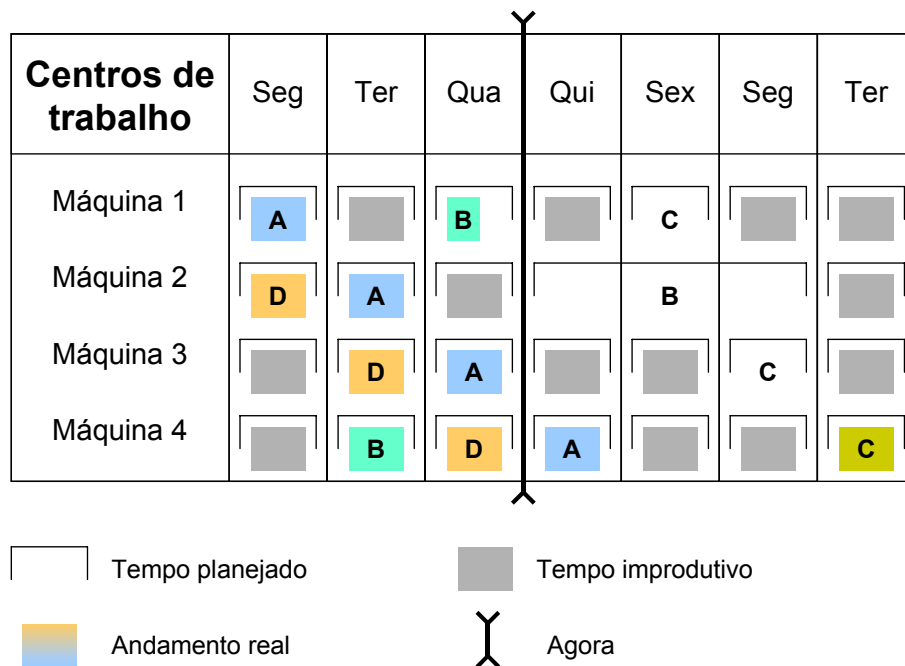 Centros de trabalho Seg Ter Qua Qui Sex Seg Ter
Máquina 1 A B C
Máquina 2 D A B
Máquina 3 D A C
Máquina 4 B D A C
Tempo planejado Tempo improdutivo
Andamento real Agora